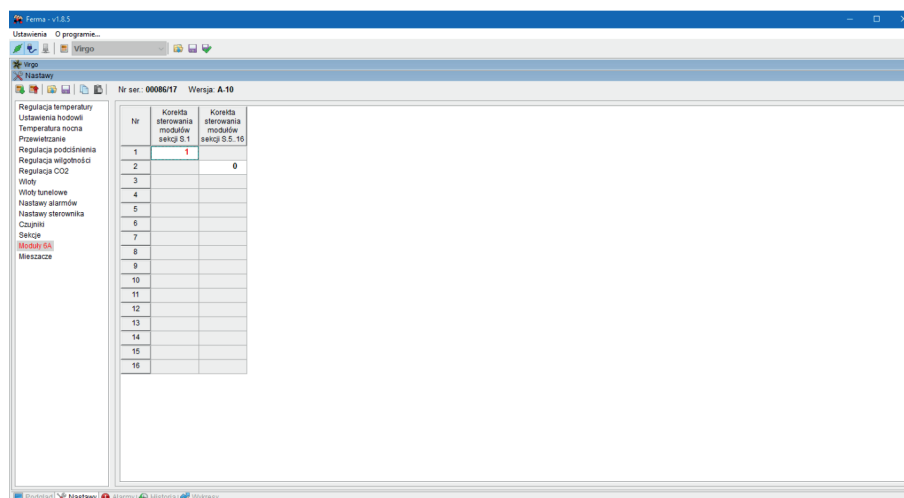 Ferma - v1.8.5
Ustawienia O programie...
Virgo
Virgo
Nastawy
Nr ser.: 00086/17 Wersja: A-10
Regulacja temperatury
Ustawienia hodowli
Temperatura nocna
Przewietrzanie
Regulacja podciśnienia
Regulacja wilgotności
Regulacja CO2
Wloty
Wloty tunelowe
Nastawy alarmów
Nastawy sterownika
Czujniki
Sekcje
Moduły 6A
Mieszacze
Nr
Korekta
sterowania
modułów
sekcji S.1
Korekta
sterowania
modułów
sekcji S.5..16
1 1
2 0
3
4
5
6
7
8
9
10
11
12
13
14
15
16
Podgląd Nastawy Alarmy Historia Wykresy